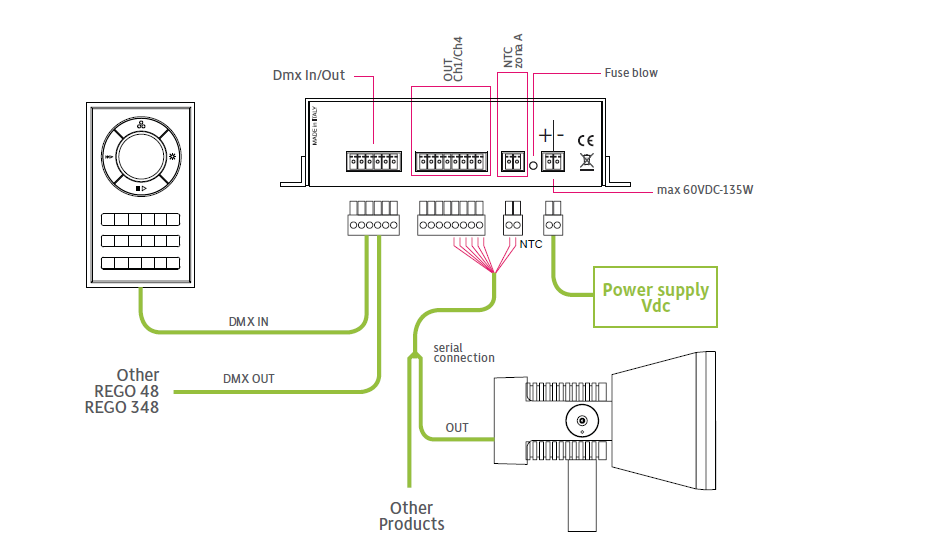 OUT
Ch1/Ch4
NTC
zona A
Dmx In/Out
Fuse blow
MADE IN ITALY
+ -
CE
max 60VDC-135W
NTC
Power supply
Vdc
DMX IN
serial
connection
Other
REGO 48
REGO 348
DMX OUT
OUT
Other
Products